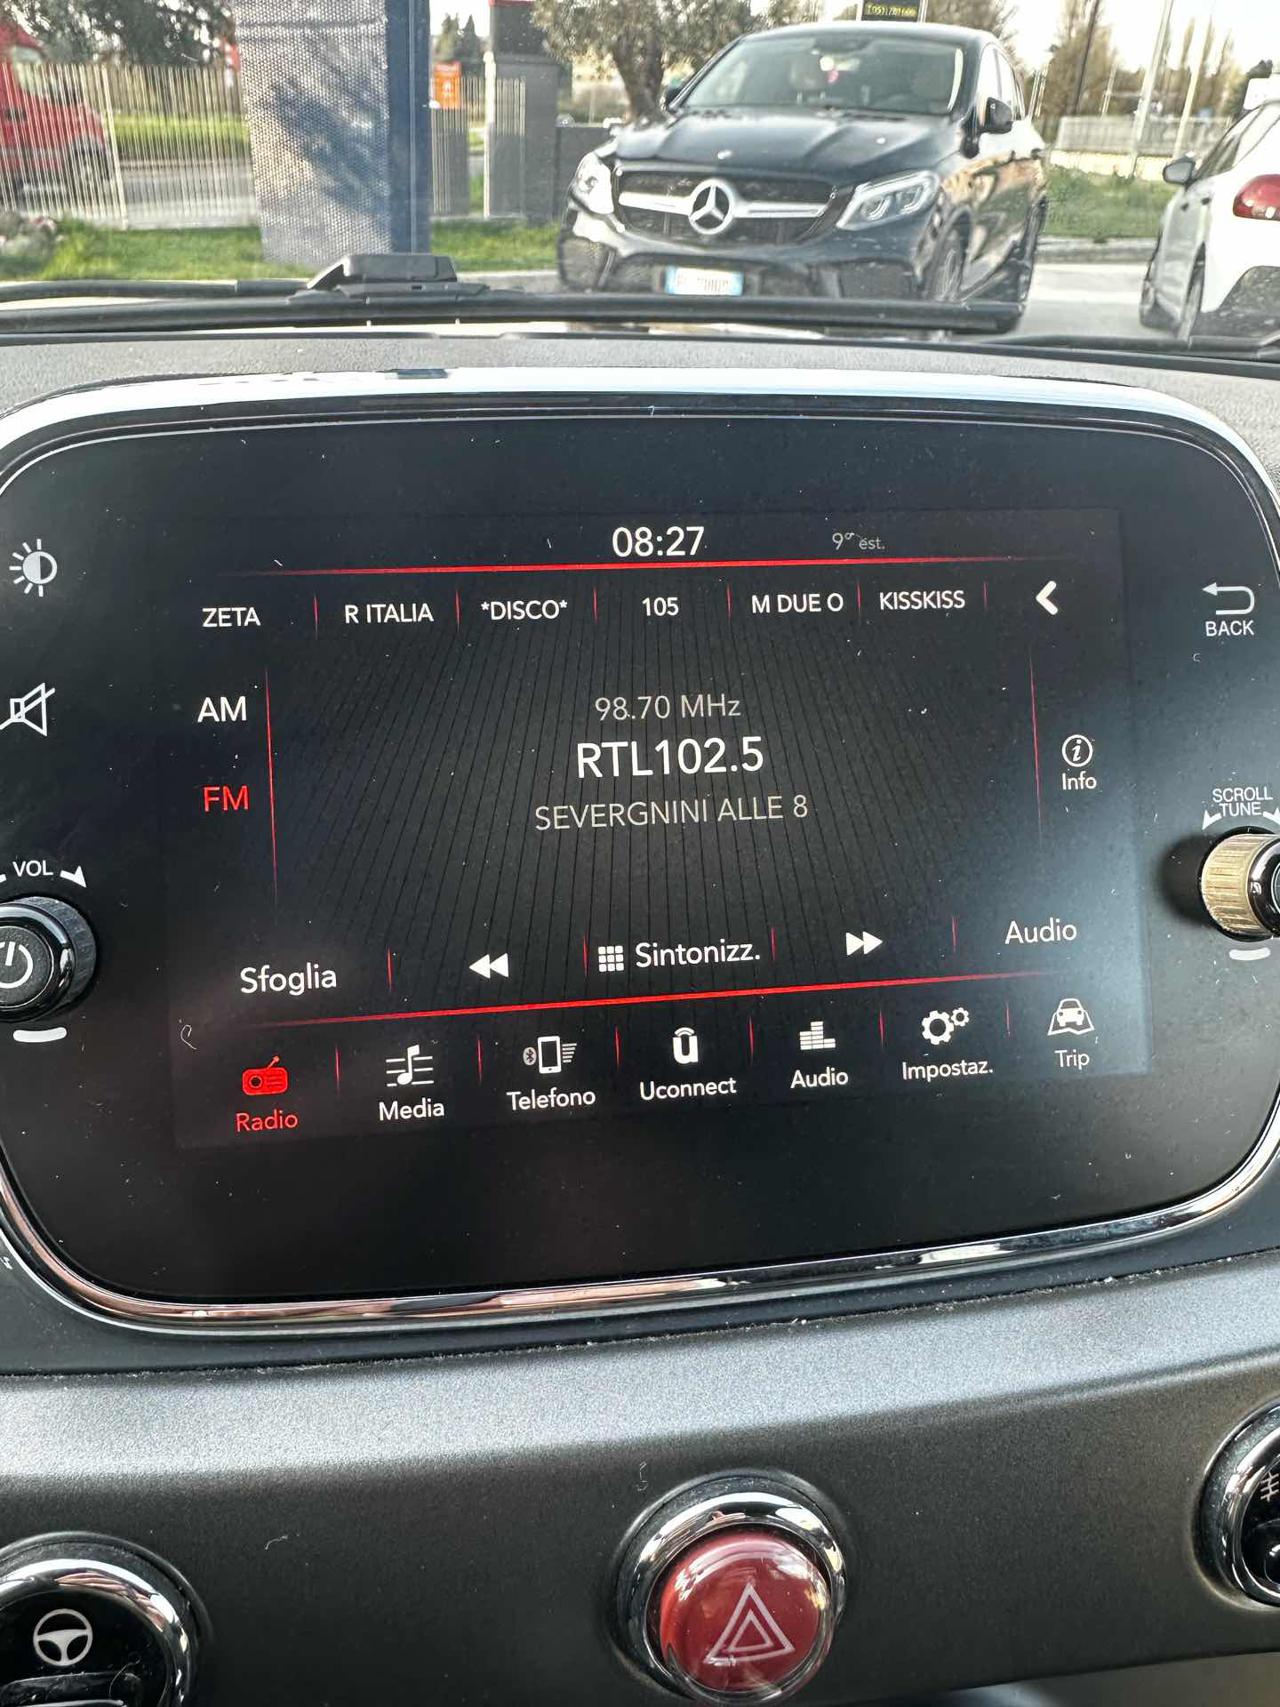 08:27
9° est.
ZETA
R ITALIA
*DISCO*
105
M DUE O
KISSKISS
BACK
AM
98.70 MHz
RTL102.5
Info
FM
SEVERGNINI ALLE 8
SCROLL
TUNE
VOL
Sfoglia
Sintonizz.
Audio
Radio
Media
Telefono
Uconnect
Audio
Impostaz.
Trip